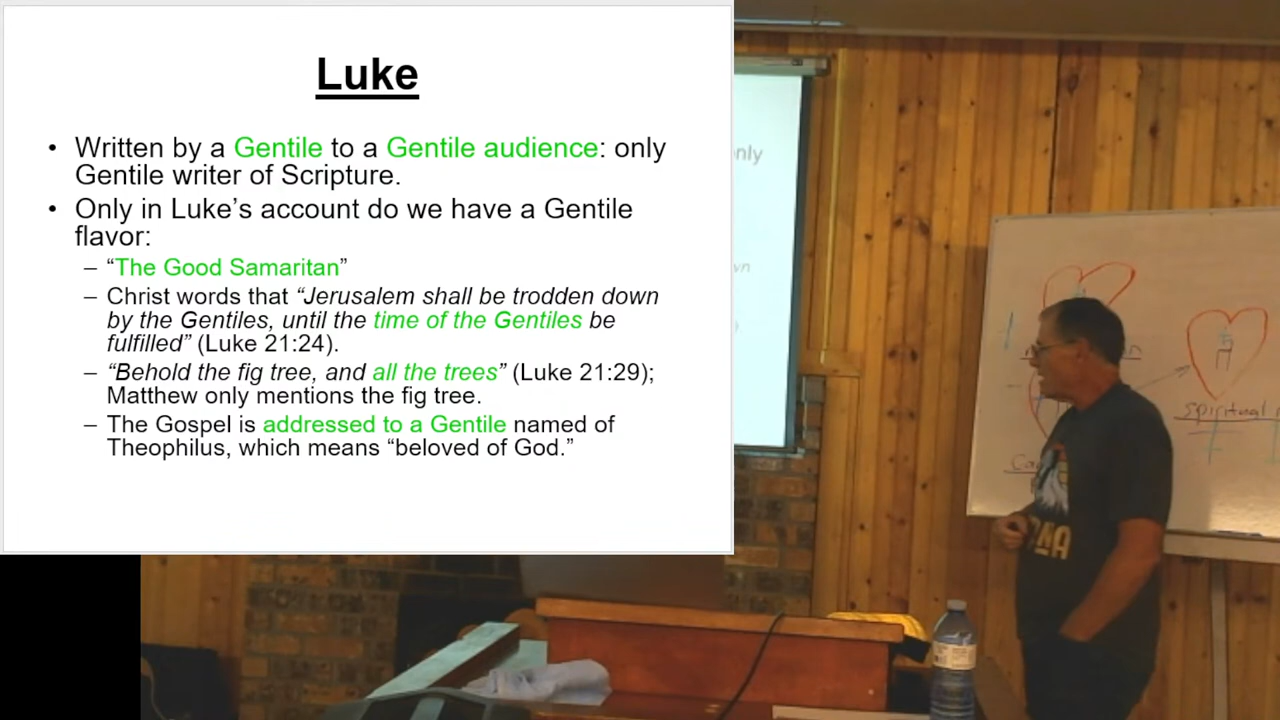 Luke
• Written by a Gentile to a Gentile audience: only
Gentile writer of Scripture.
• Only in Luke’s account do we have a Gentile
flavor:
– “The Good Samaritan”
– Christ words that “Jerusalem shall be trodden down
by the Gentiles, until the time of the Gentiles be
fulfilled” (Luke 21:24).
– “Behold the fig tree, and all the trees” (Luke 21:29);
Matthew only mentions the fig tree.
– The Gospel is addressed to a Gentile named of
Theophilus, which means “beloved of God.”
only
wn
Spiritual